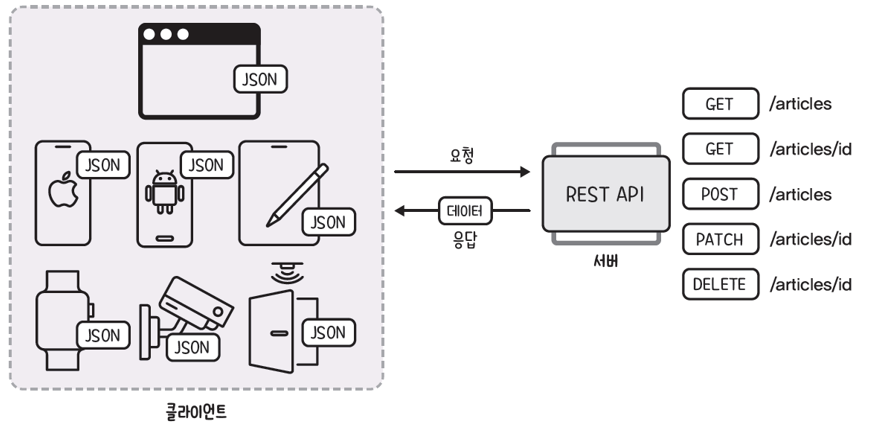 JSON
JSON
JSON
JSON
JSON
JSON
JSON
클라이언트
요청
데이터
응답
REST API
서버
GET /articles
GET /articles/id
POST /articles
PATCH /articles/id
DELETE /articles/id